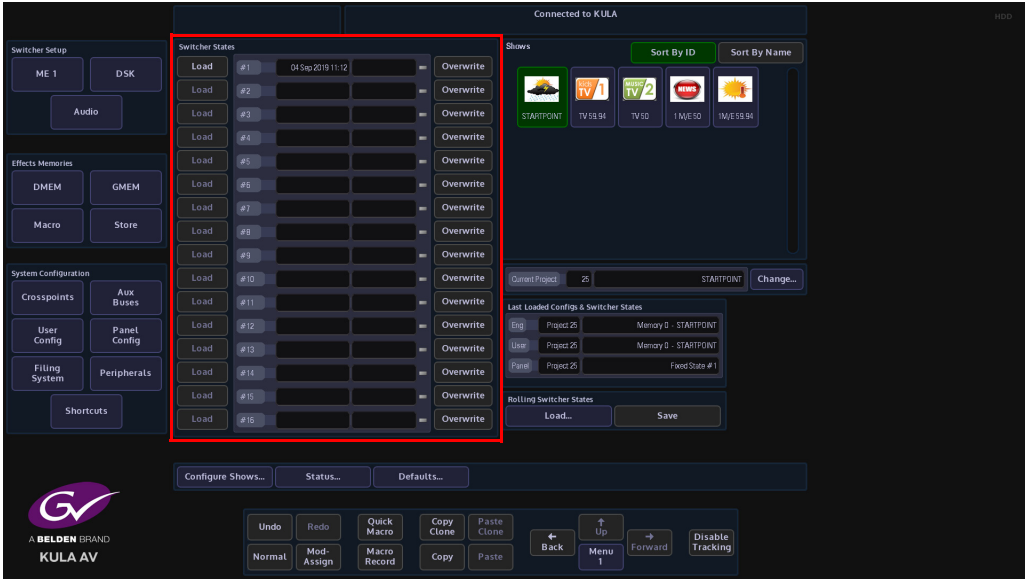 Connected to KULA
HDD
Switcher Setup
ME 1
DSK
Audio
Effects Memories
DMEM
GMEM
Macro
Store
System Configuration
Crosspoints
Aux
Buses
User
Config
Panel
Config
Filing
System
Peripherals
Shortcuts
Switcher States
Load #1 04 Sep 2019 11:12 Overwrite
Load #2 Overwrite
Load #3 Overwrite
Load #4 Overwrite
Load #5 Overwrite
Load #6 Overwrite
Load #7 Overwrite
Load #8 Overwrite
Load #9 Overwrite
Load #10 Overwrite
Load #11 Overwrite
Load #12 Overwrite
Load #13 Overwrite
Load #14 Overwrite
Load #15 Overwrite
Load #16 Overwrite
Shows
Sort By ID
Sort By Name
kids
TV 1
MUSIC
TV 2
NEWS
STARTPOINT
TV 59.94
TV 50
1 M/E 50
1M/E 59.94
Current Project 25 STARTPOINT Change...
Last Loaded Configs & Switcher States
Eng Project 25 Memory 0 - STARTPOINT
User Project 25 Memory 0 - STARTPOINT
Panel Project 25 Fixed State #1
Rolling Switcher States
Load...
Save
Configure Shows...
Status...
Defaults...
GV
A BELDEN BRAND
KULA AV
Undo
Redo
Quick
Macro
Copy
Clone
Paste
Clone
Normal
Mod-
Assign
Macro
Record
Copy
Paste
Back
Up
Menu
1
Forward
Disable
Tracking